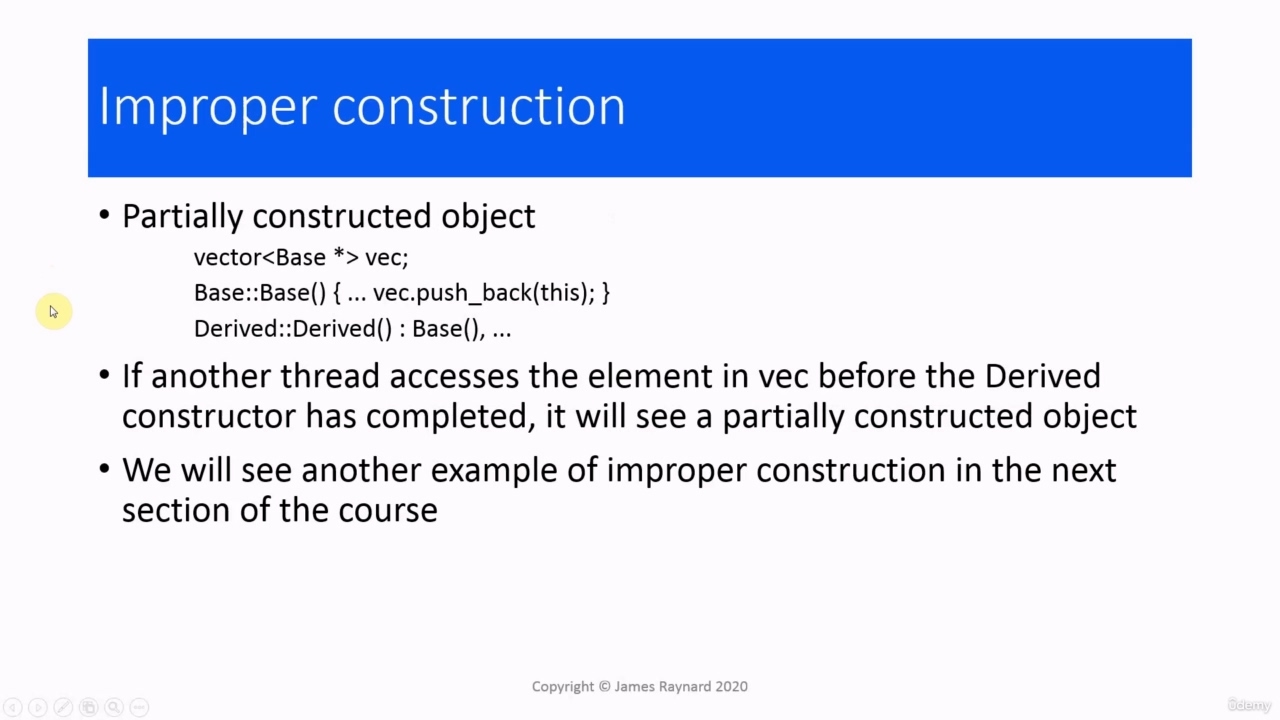 Improper construction
• Partially constructed object
vector<Base *> vec;
Base::Base() { ... vec.push_back(this); }
Derived::Derived() : Base(), ...
• If another thread accesses the element in vec before the Derived
constructor has completed, it will see a partially constructed object
• We will see another example of improper construction in the next
section of the course
Copyright © James Raynard 2020
ûdemy